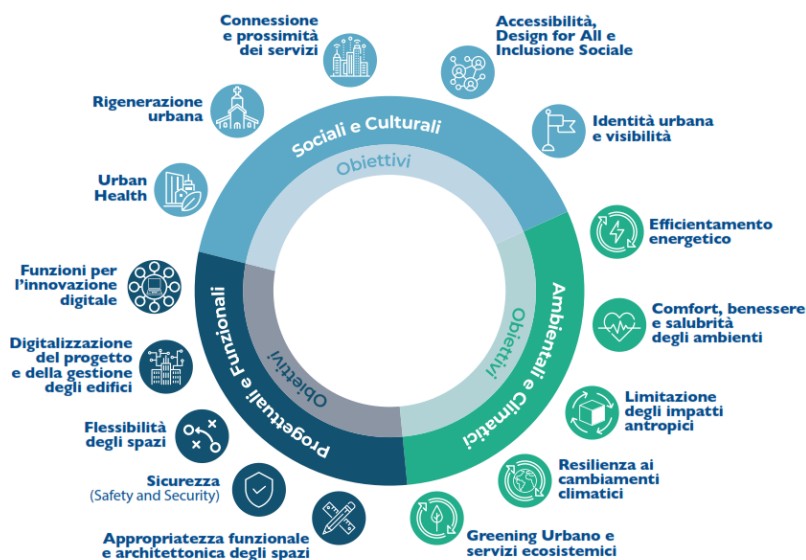 Connessione
e prossimità
dei servizi
Accessibilità,
Design for All e
Inclusione Sociale
Rigenerazione
urbana
Identità urbana
e visibilità
Urban
Health
Sociali e Culturali
Obiettivi
Efficientamento
energetico
Comfort, benessere
e salubrità
degli ambienti
Limitazione
degli impatti
antropici
Resilienza ai
cambiamenti
climatici
Greening Urbano e
servizi ecosistemici
Ambientali e Climatici
Obiettivi
Funzioni per
l'innovazione
digitale
Digitalizzazione
del progetto
e della gestione
degli edifici
Flessibilità
degli spazi
Sicurezza
(Safety and Security)
Appropriatezza funzionale
e architettonica degli spazi
Progettuali e Funzionali
Obiettivi